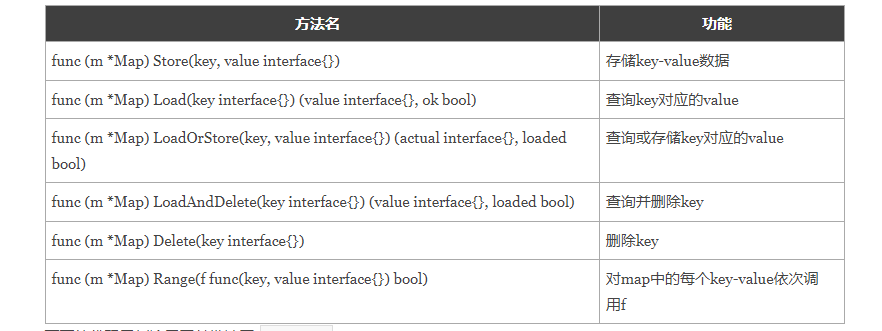 方法名 功能
func (m *Map) Store(key, value interface{}) 存储key-value数据
func (m *Map) Load(key interface{}) (value interface{}, ok bool) 查询key对应的value
func (m *Map) LoadOrStore(key, value interface{}) (actual interface{}, loaded 查询或存储key对应的value
bool)
func (m *Map) LoadAndDelete(key interface{}) (value interface{}, loaded bool) 查询并删除key
func (m *Map) Delete(key interface{}) 删除key
func (m *Map) Range(f func(key, value interface{}) bool) 对map中的每个key-value依次调
用f